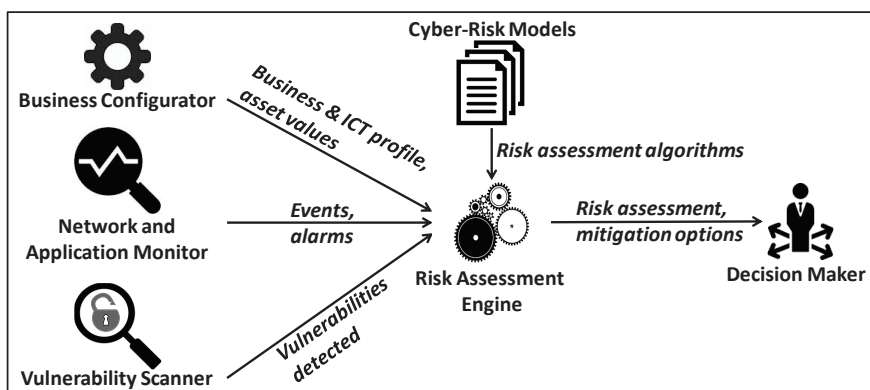 Cyber-Risk Models
Business Configurator
Business & ICT profile,
asset values
Risk assessment algorithms
Network and
Application Monitor
Events,
alarms
Risk Assessment
Engine
Risk assessment,
mitigation options
Decision Maker
Vulnerability Scanner
Vulnerabilities
detected